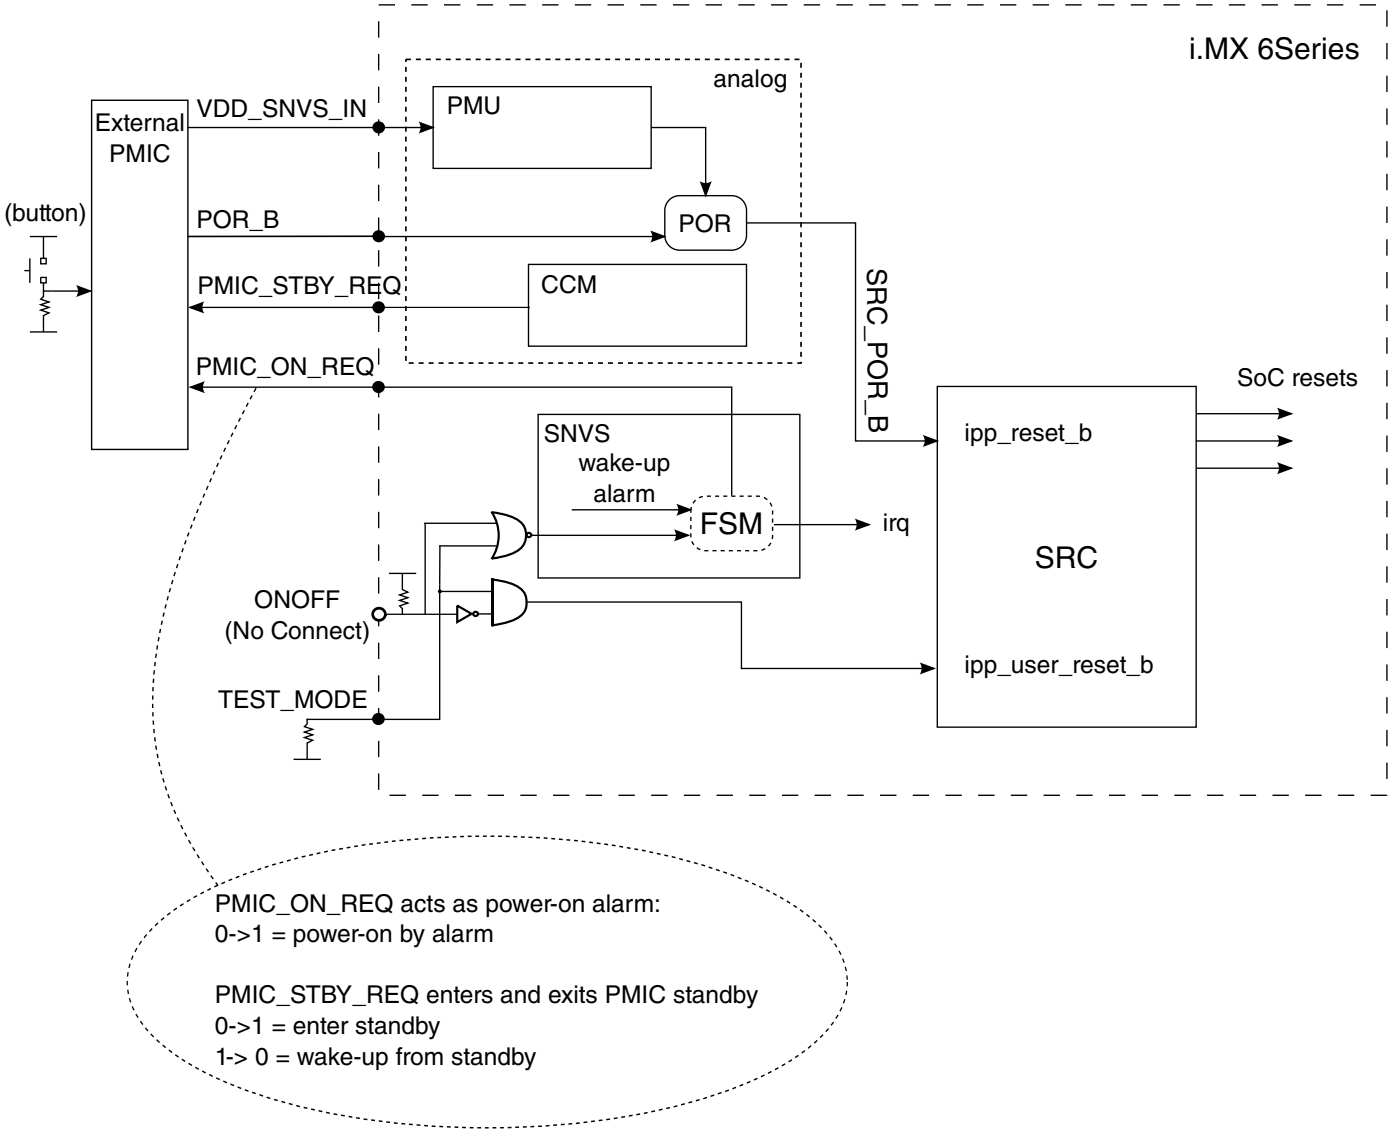 i.MX 6Series
analog
External
PMIC
VDD_SNVS_IN
PMU
(button)
POR_B
POR
PMIC_STBY_REQ
CCM
SRC_POR_B
PMIC_ON_REQ
SoC resets
SNVS
wake-up
alarm
FSM
irq
ipp_reset_b
SRC
ONOFF
(No Connect)
ipp_user_reset_b
TEST_MODE
PMIC_ON_REQ acts as power-on alarm:
0->1 = power-on by alarm
PMIC_STBY_REQ enters and exits PMIC standby
0->1 = enter standby
1-> 0 = wake-up from standby